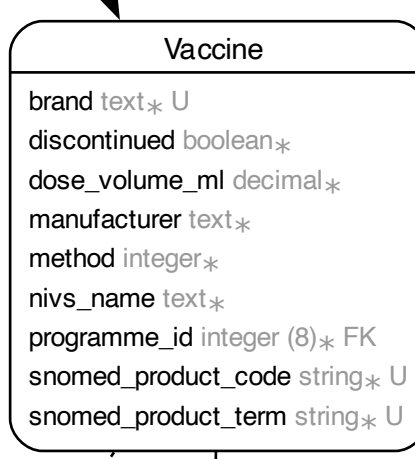 Vaccine
brand text∗ U
discontinued boolean∗
dose_volume_ml decimal∗
manufacturer text∗
method integer∗
nivs_name text∗
programme_id integer (8)∗ FK
snomed_product_code string∗ U
snomed_product_term string∗ U